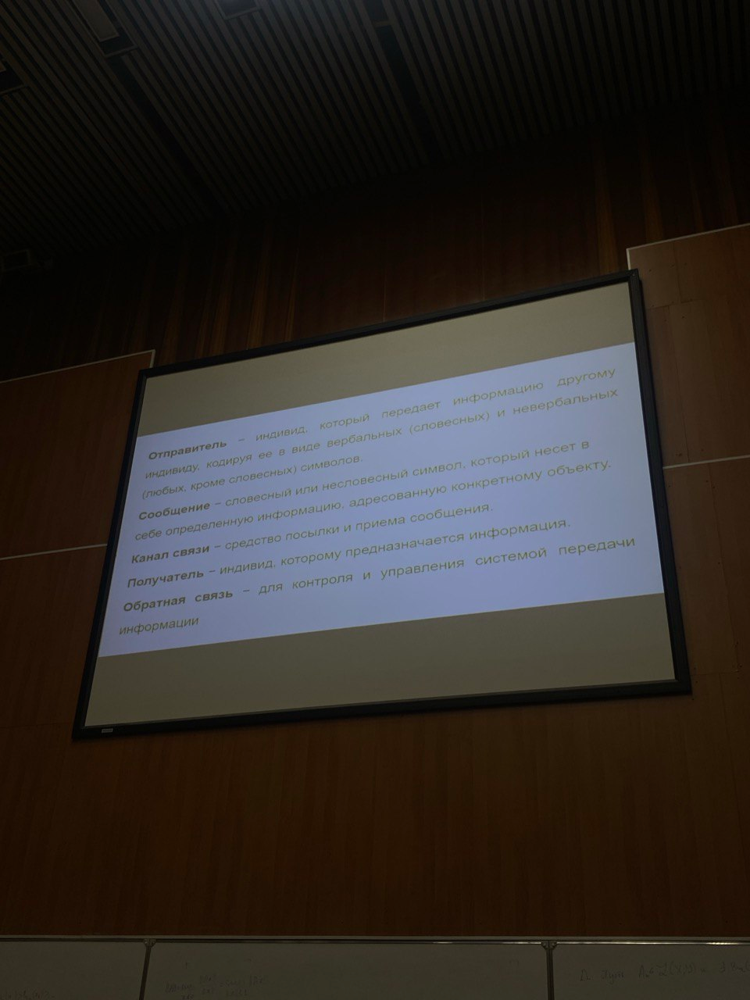 Отправитель – индивид, который передает информацию другому
индивиду, кодируя ее в виде вербальных (словесных) и невербальных
(любых, кроме словесных) символов.
Сообщение – словесный или несловесный символ, который несет в
себе определенную информацию, адресованную конкретному объекту.
Канал связи – средство посылки и приема сообщения.
Получатель – индивид, которому предназначается информация.
Обратная связь – для контроля и управления системой передачи
информации